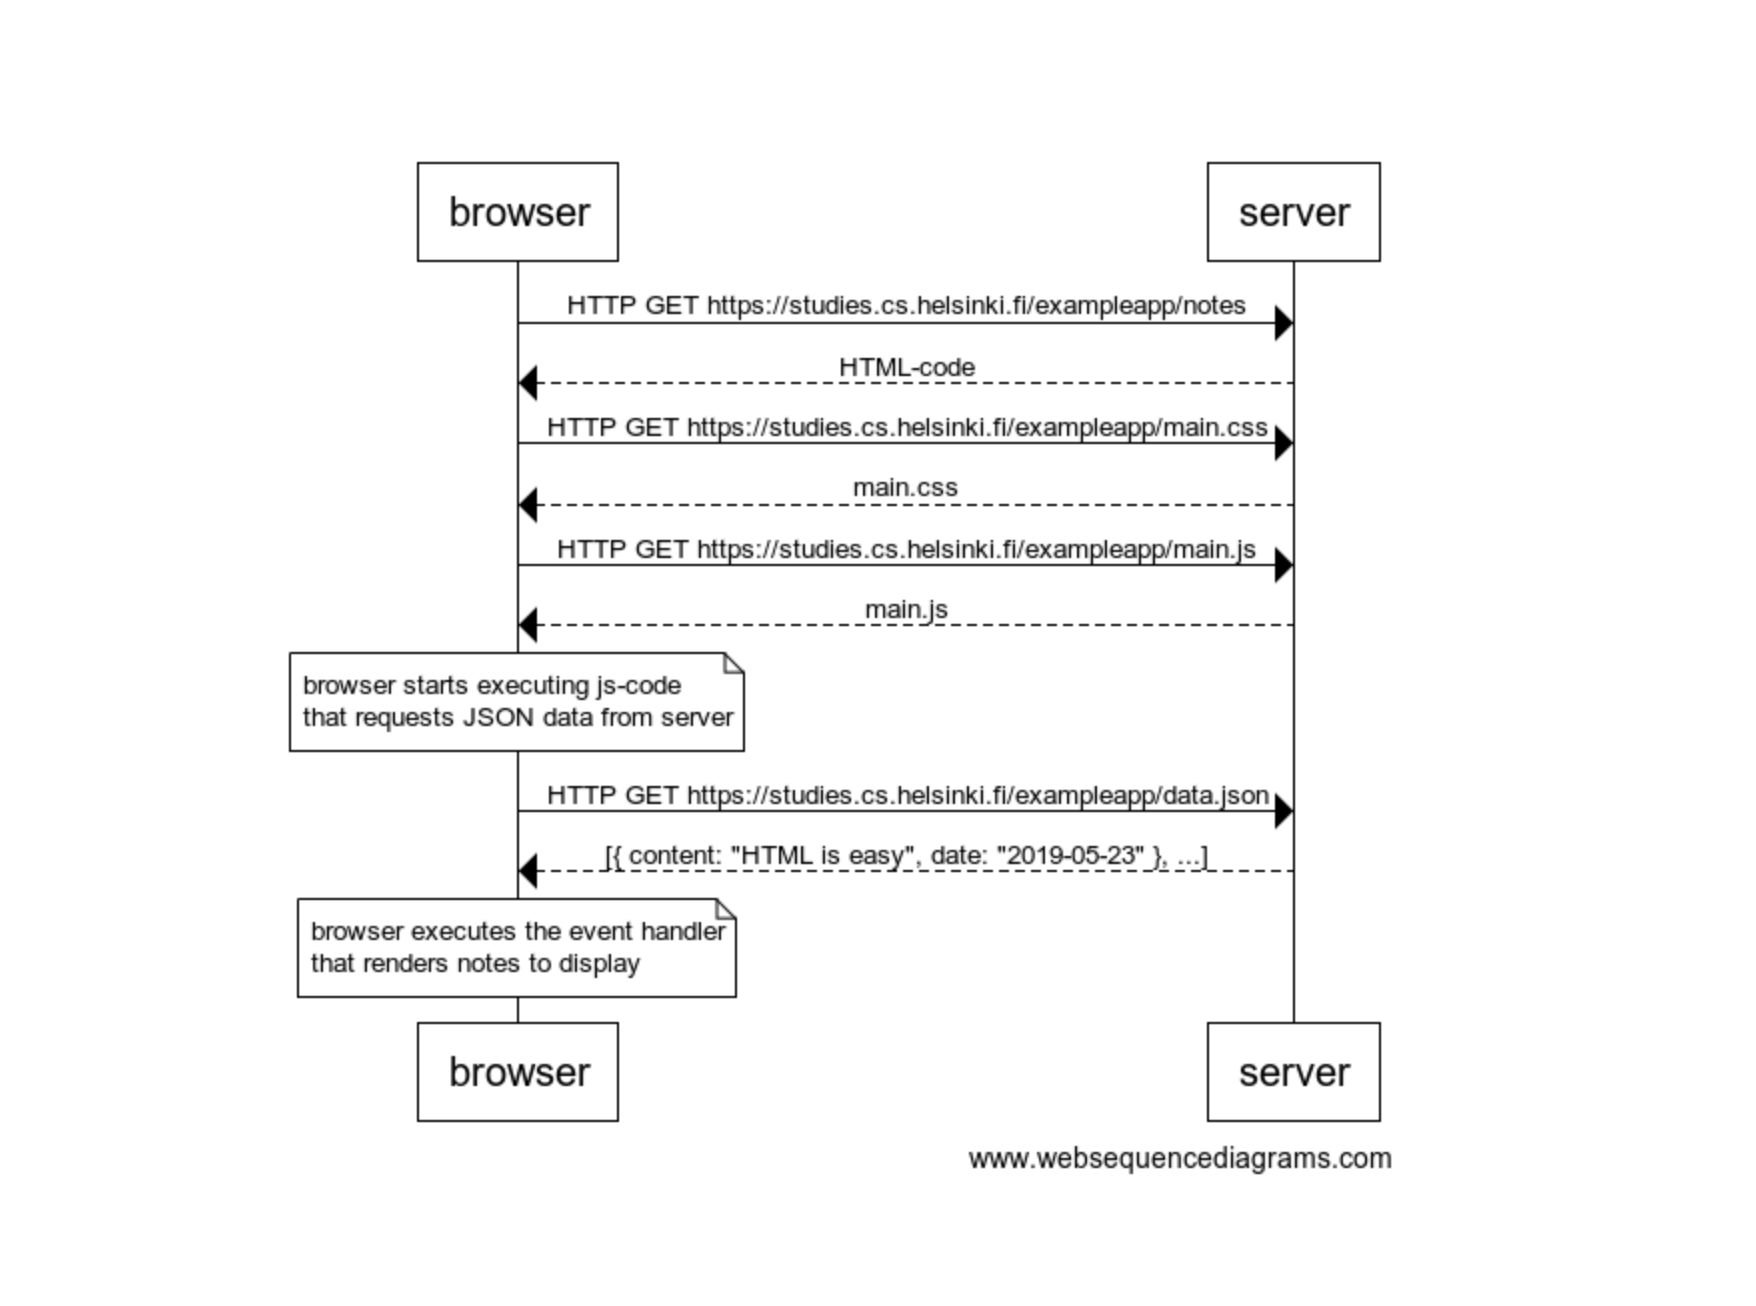 browser
server
HTTP GET https://studies.cs.helsinki.fi/exampleapp/notes
HTML-code
HTTP GET https://studies.cs.helsinki.fi/exampleapp/main.css
main.css
HTTP GET https://studies.cs.helsinki.fi/exampleapp/main.js
main.js
browser starts executing js-code
that requests JSON data from server
HTTP GET https://studies.cs.helsinki.fi/exampleapp/data.json
[{ content: "HTML is easy", date: "2019-05-23" }, ...]
browser executes the event handler
that renders notes to display
browser
server
www.websequencediagrams.com